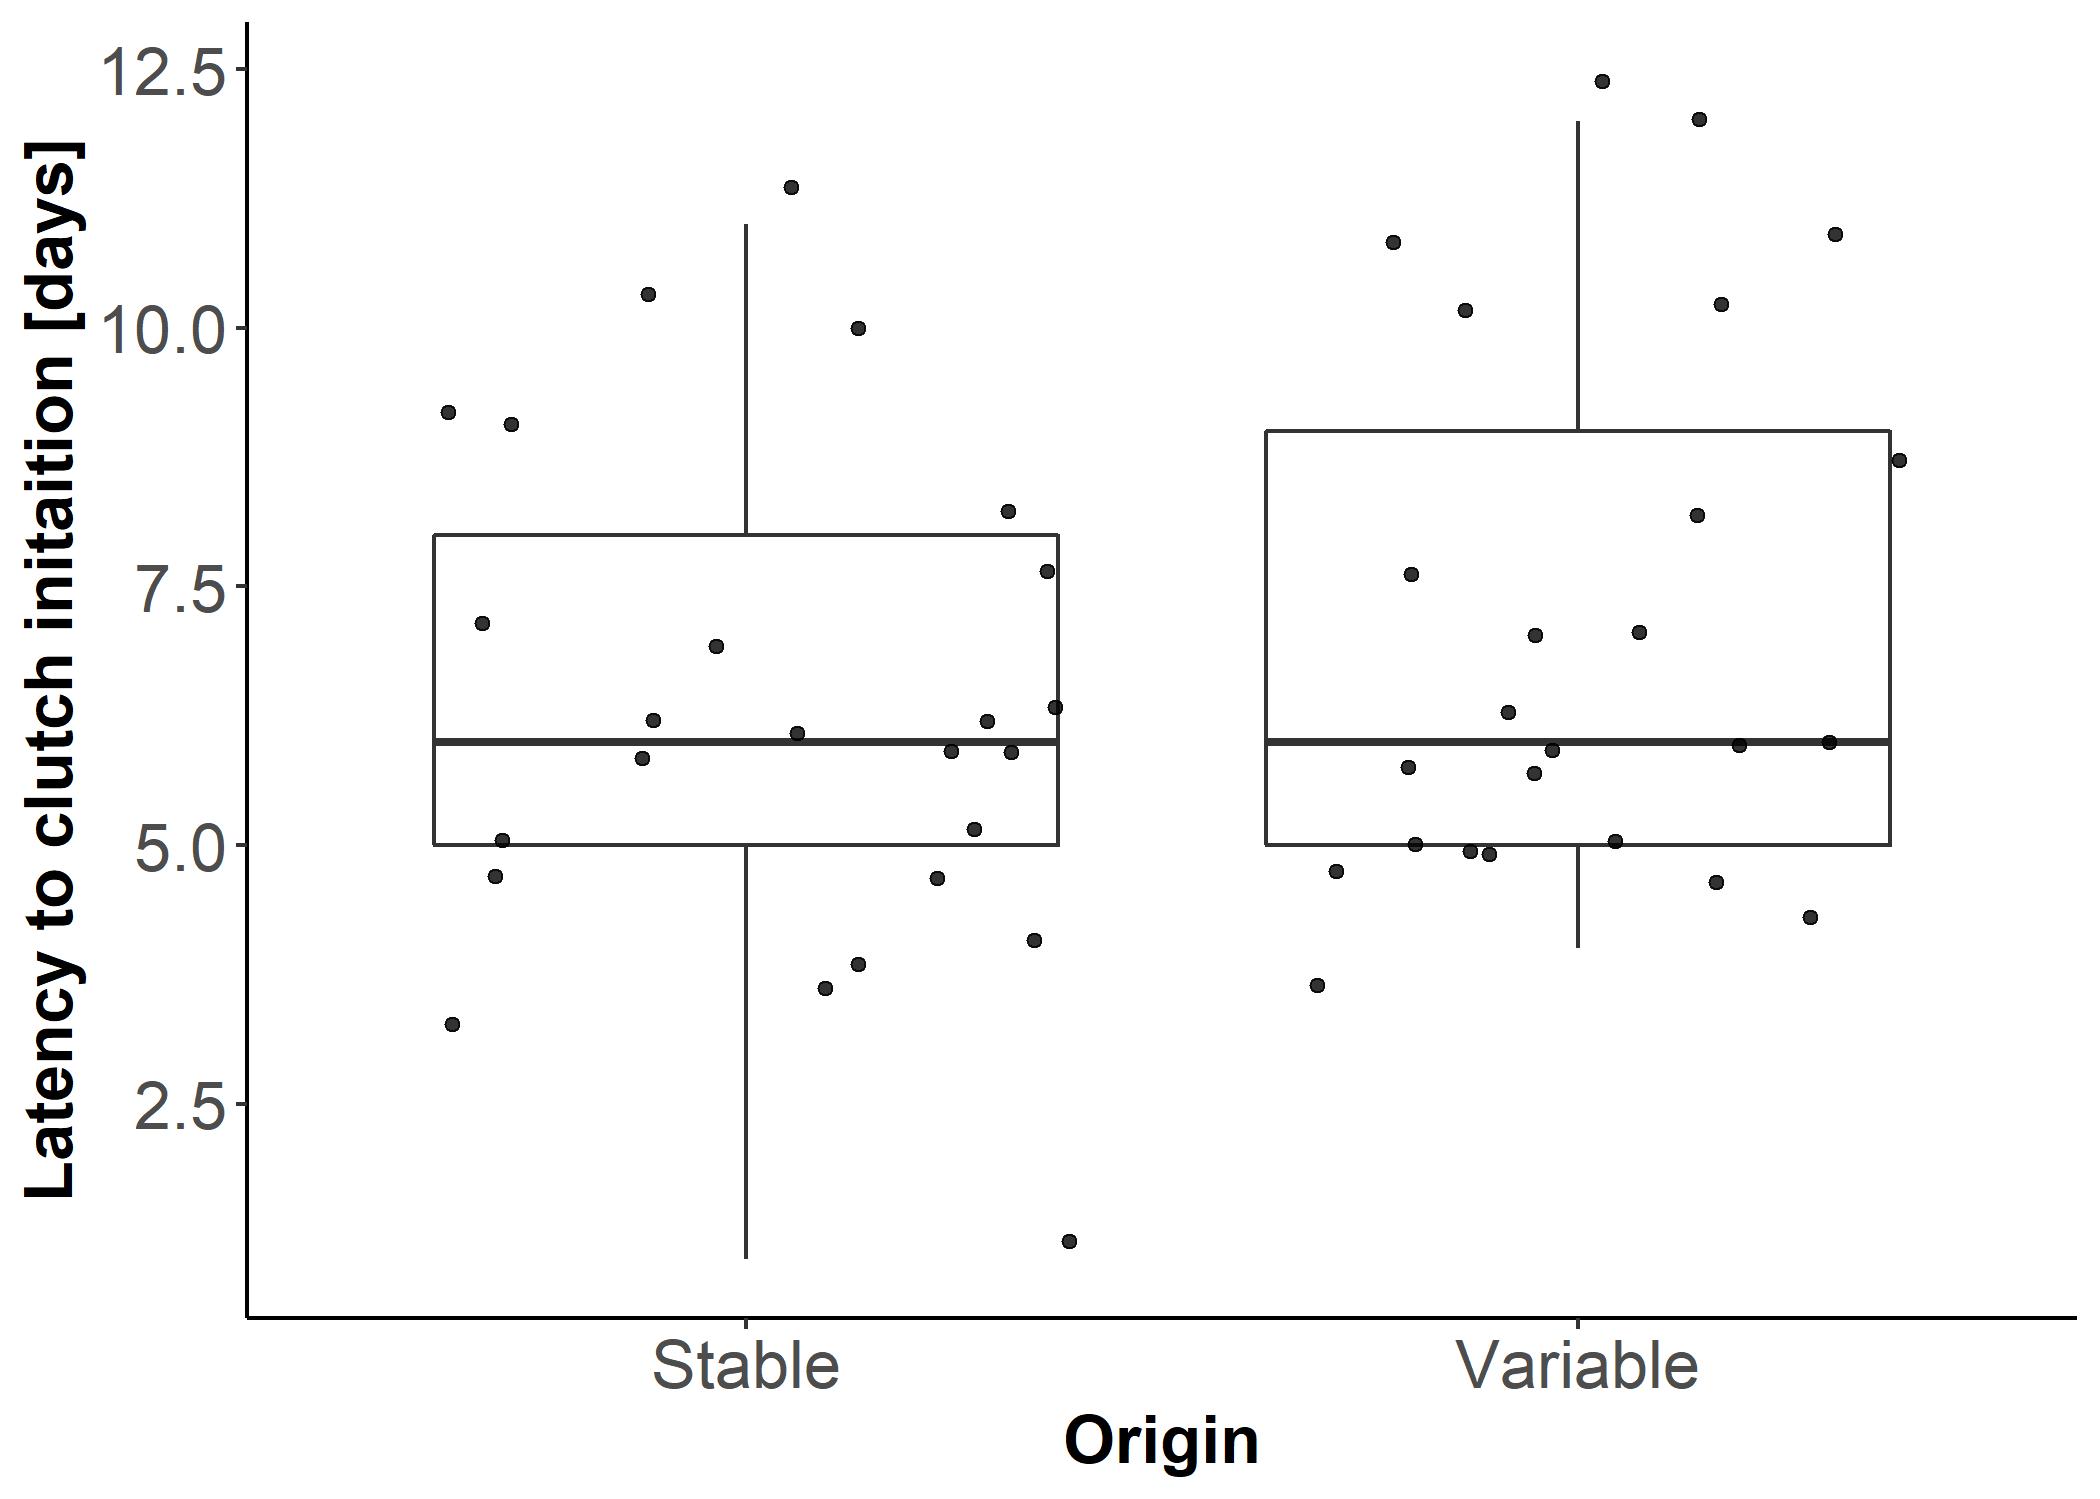 Latency to clutch initaition [days]
12.5
10.0
7.5
5.0
2.5
Stable Variable
Origin